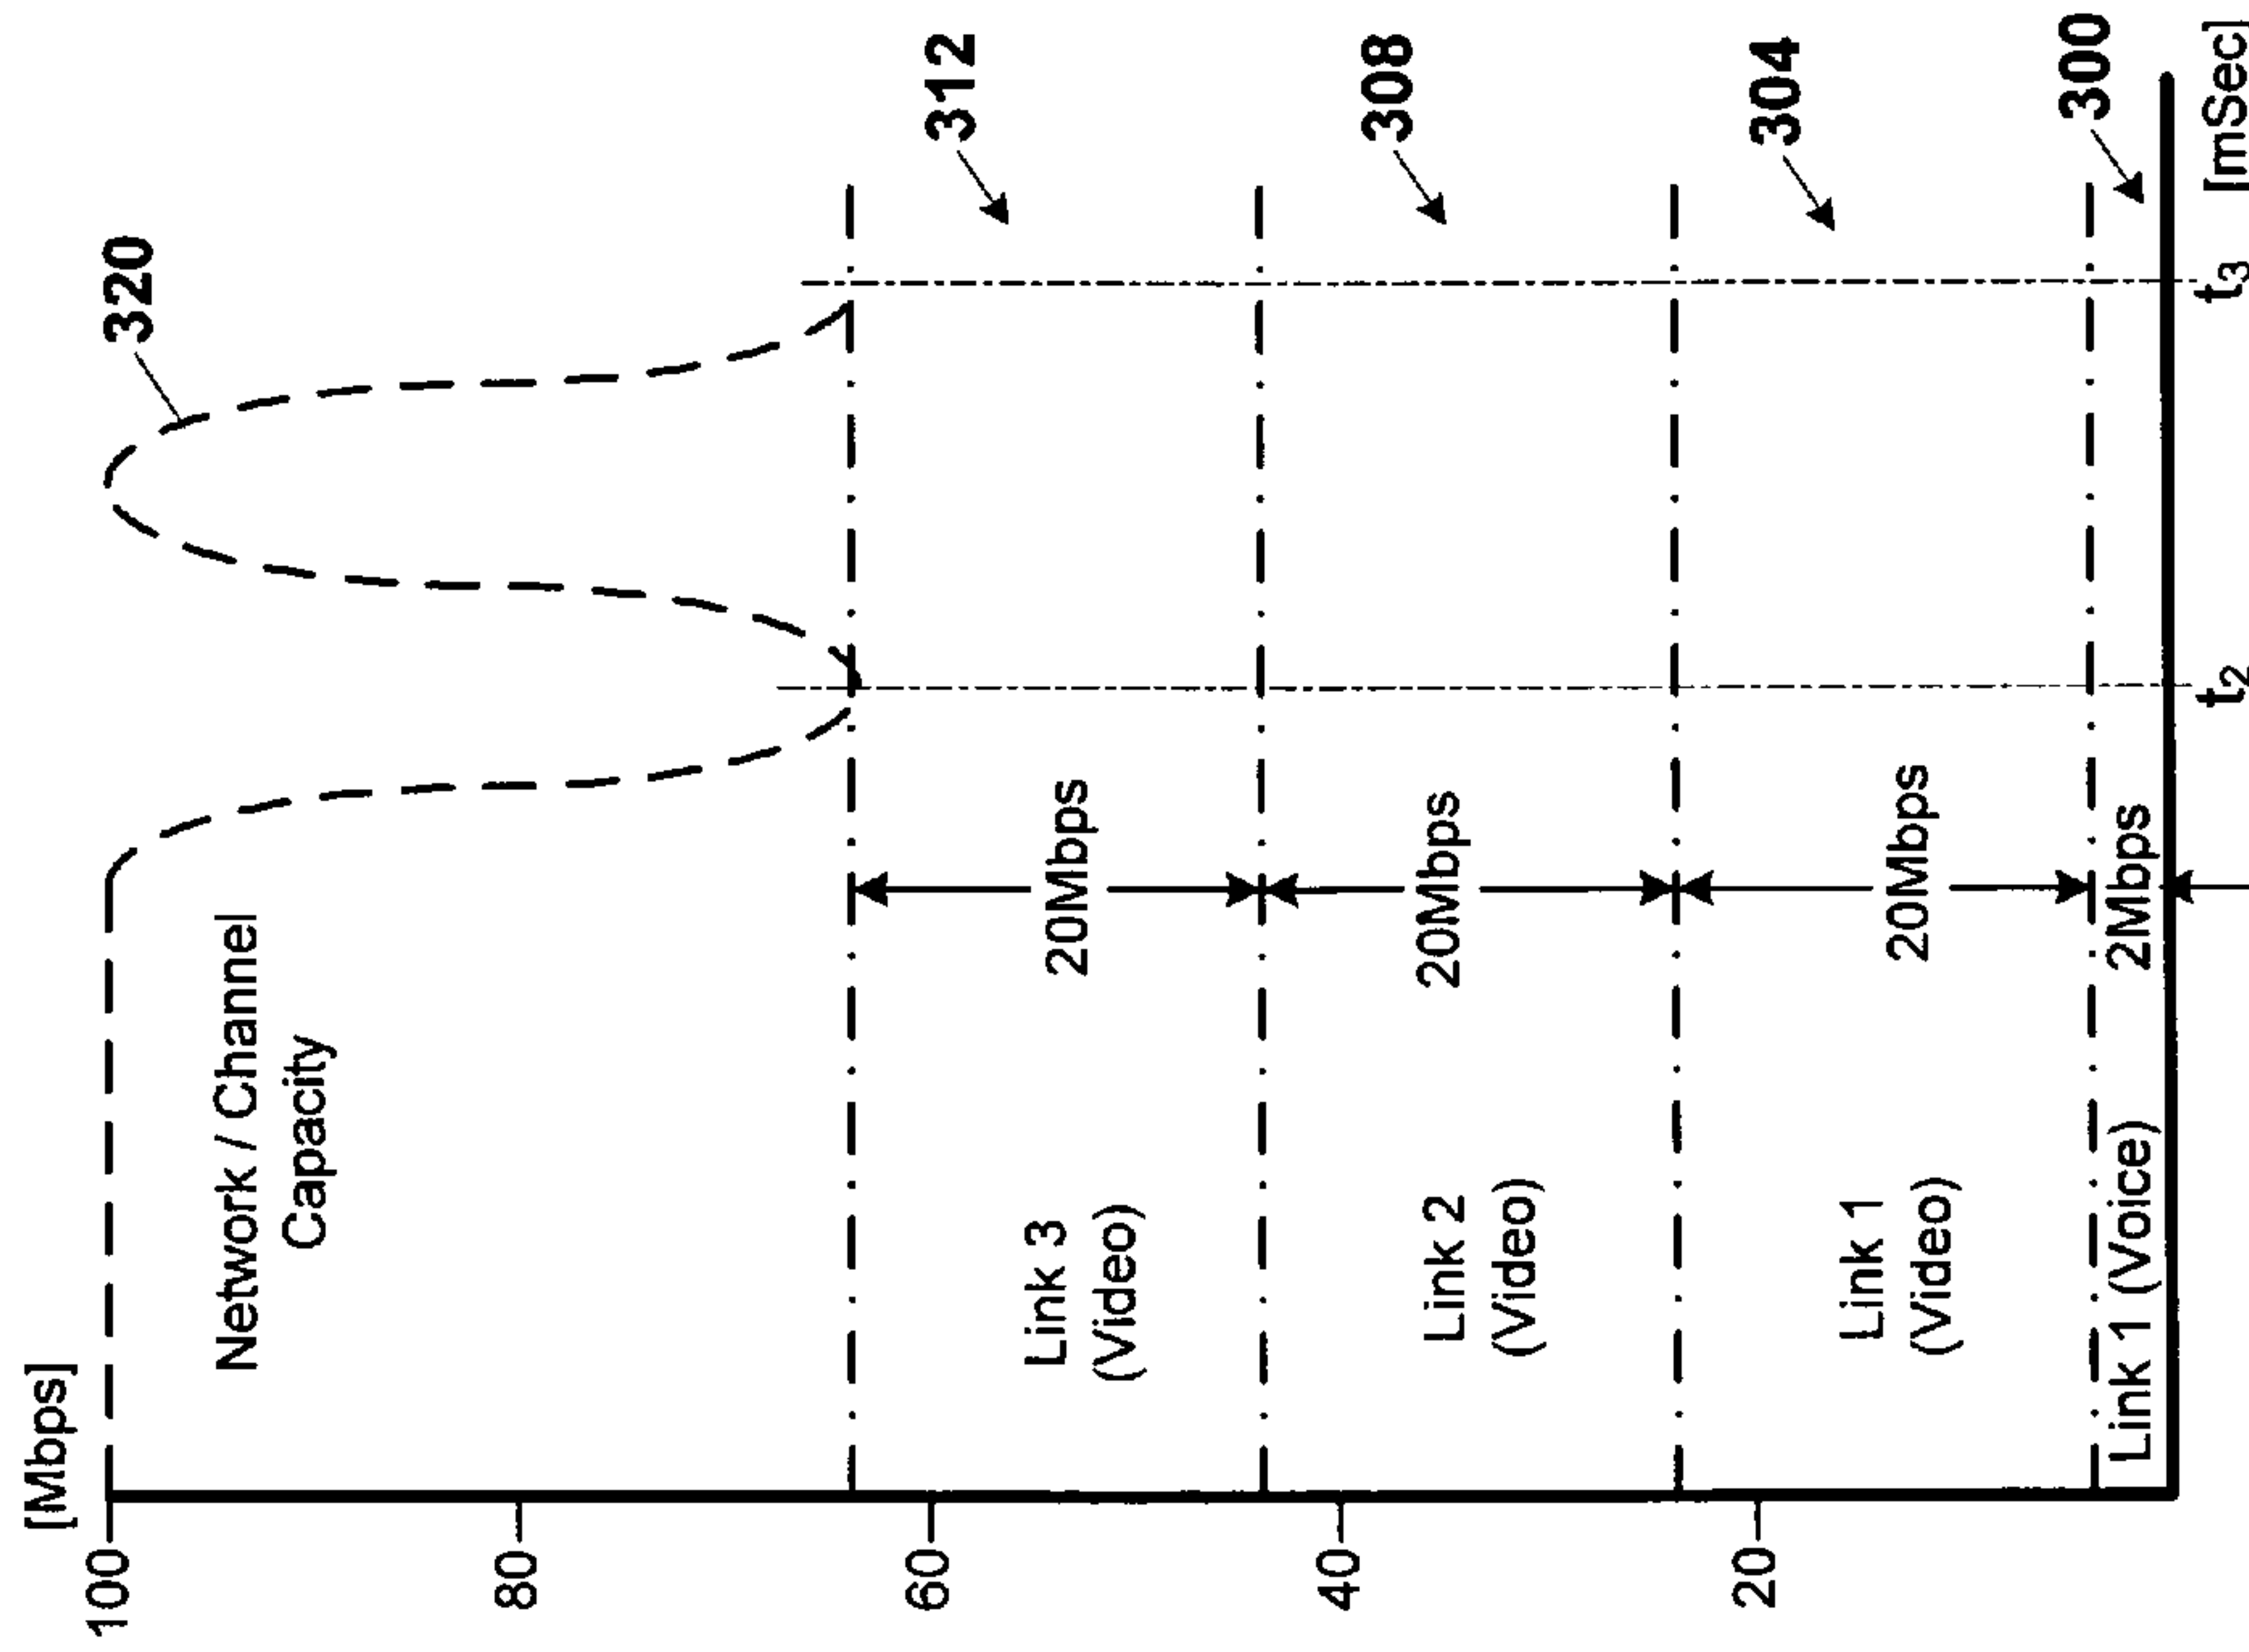 [Mbps]
100
80
60
40
20
Network / Channel
Capacity
320
Link 3
(Video)
20Mbps
312
Link 2
(Video)
20Mbps
308
Link 1
(Video)
20Mbps
304
Link 1 (Voice)
2Mbps
300
t2
t3
[mSec]